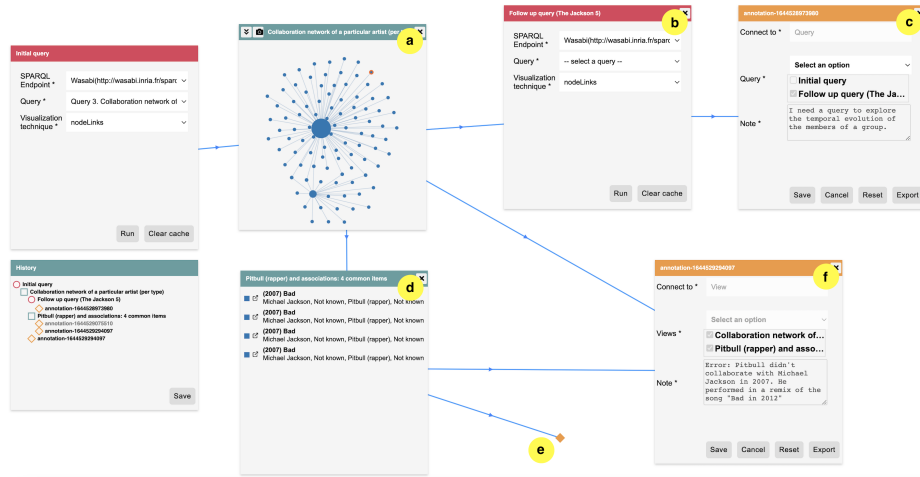 Initial query
SPARQL
Endpoint *
Wasabi(http://wasabi.inria.fr/sparc
Query *
Query 3. Collaboration network of
Visualization
technique *
nodeLinks
Run
Clear cache
Collaboration network of a particular artist (per
a
Follow up query (The Jackson 5)
b
SPARQL
Endpoint *
Wasabi(http://wasabi.inria.fr/sparc
Query *
-- select a query --
Visualization
technique *
nodeLinks
Run
Clear cache
annotation-1644528973980
c
Connect to *
Query
Select an option
Query *
Initial query
Follow up query (The Ja...
Note *
I need a query to explore
the temporal evolution of
the members of a group.
Save
Cancel
Reset
Export
History
Initial query
Collaboration network of a particular artist (per type)
Follow up query (The Jackson 5)
annotation-1644528973980
Pitbull (rapper) and associations: 4 common items
annotation-1644529075510
annotation-1644529294097
annotation-1644529294097
Save
Pitbull (rapper) and associations: 4 common items
d
(2007) Bad
Michael Jackson, Not known, Pitbull (rapper), Not known
(2007) Bad
Michael Jackson, Not known, Pitbull (rapper), Not known
(2007) Bad
Michael Jackson, Not known, Pitbull (rapper), Not known
(2007) Bad
Michael Jackson, Not known, Pitbull (rapper), Not known
e
annotation-1644529294097
f
Connect to *
View
Select an option
Views *
Collaboration network of...
Pitbull (rapper) and asso...
Note *
Error: Pitbull didn't
collaborate with Michael
Jackson in 2007. He
performed in a remix of the
song "Bad in 2012"
Save
Cancel
Reset
Export